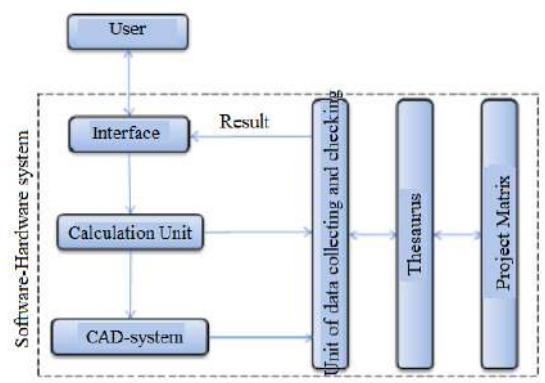 User
Interface
Result
Calculation Unit
CAD-system
Software-Hardware system
Unit of data collecting and checking
Thesaurus
Project Matrix